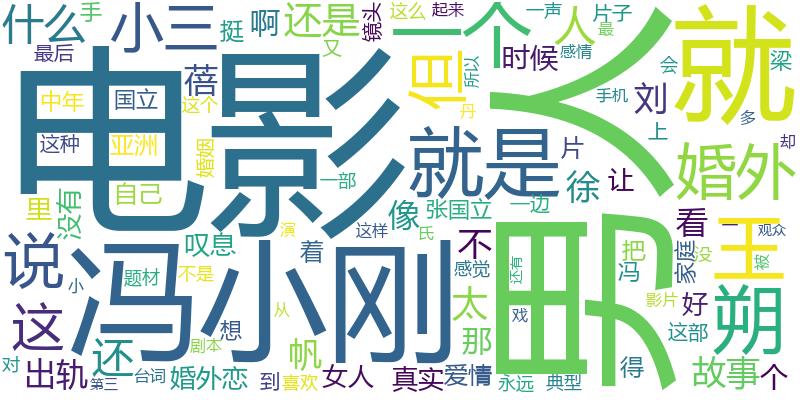 什么
手
小三
挺
啊
还是
镜头
一个
这么
起来
一声
片子
最
人
就
最后
蓓
又
但
所以
时候
感情
会
梁
中年
国立
这个
电影
手机
刘
上
多
却
这种
亚洲
婚姻
丹
男人
就是
片
婚外
里
没有
自己
一部
像
张国立
一边
徐
让
说
叹息
着
这样
演
氏
不
感觉
还有
看
把
冯
家庭
没
王
一
观众
被
题材
不是
小
冯小刚
想
从
太
那
戏
影片
好
这部
朔
这
还
剧本
帆
得
故事
个
对
出轨
第三
台词
婚外恋
到
喜欢
女人
真实
爱情
永远
典型